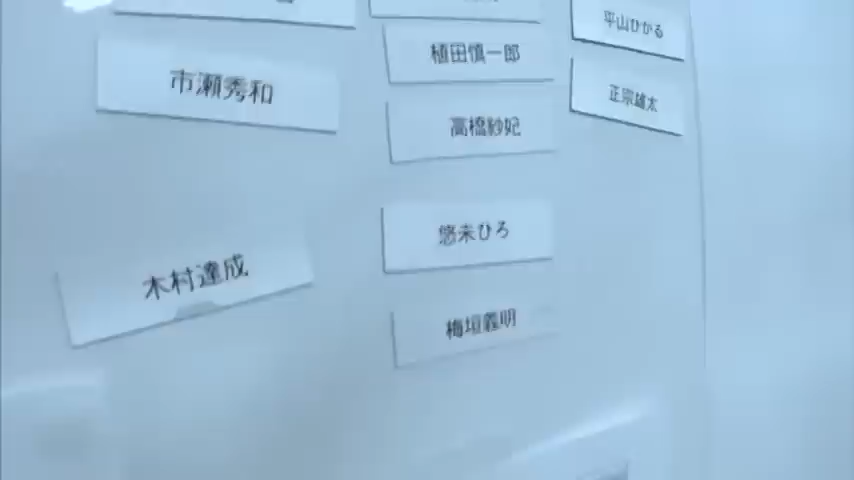 市瀬秀和
木村達成
植田慎一郎
高橋紗妃
悠未ひろ
梅垣義明
平山ひかる
正宗雄太